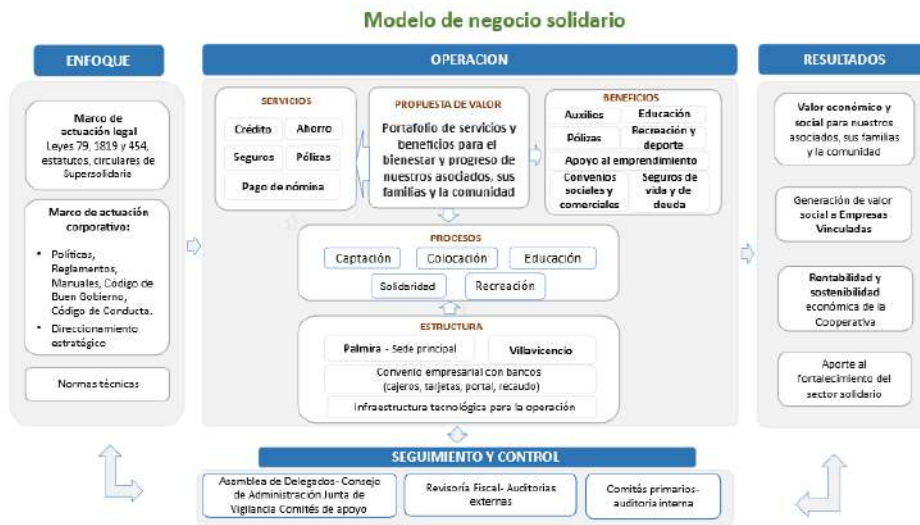 Modelo de negocio solidario
ENFOQUE
Marco de
actuación legal
Leyes 79, 1819 y 454,
estatutos, circulares de
Supersolidaria
Marco de actuación
corporativo:
• Políticas,
Reglamentos,
Manuales, Código de
Buen Gobierno,
Código de Conducta.
• Direccionamiento
estratégico
Normas técnicas
OPERACION
SERVICIOS
Crédito
Ahorro
Seguros
Pólizas
Pago de nómina
PROPUESTA DE VALOR
Portafolio de servicios y
beneficios para el
bienestar y progreso de
nuestros asociados, sus
familias y la comunidad
BENEFICIOS
Auxilios
Educación
Pólizas
Recreación y
deporte
Apoyo al emprendimiento
Convenios
sociales y
comerciales
Seguros de
vida y de
deuda
PROCESOS
Captación
Colocación
Educación
Solidaridad
Recreación
ESTRUCTURA
Palmira - Sede principal
Villavicencio
Convenio empresarial con bancos
(cajeros, tarjetas, portal, recaudo)
Infraestructura tecnológica para la operación
RESULTADOS
Valor económico y
social para nuestros
asociados, sus familias
y la comunidad
Generación de valor
social a Empresas
Vinculadas
Rentabilidad y
sostenibilidad
económica de la
Cooperativa
Aporte al
fortalecimiento del
sector solidario
SEGUIMIENTO Y CONTROL
Asamblea de Delegados- Consejo
de Administración Junta de
Vigilancia Comités de apoyo
Revisoría Fiscal- Auditorias
externas
Comités primarios-
auditoria interna